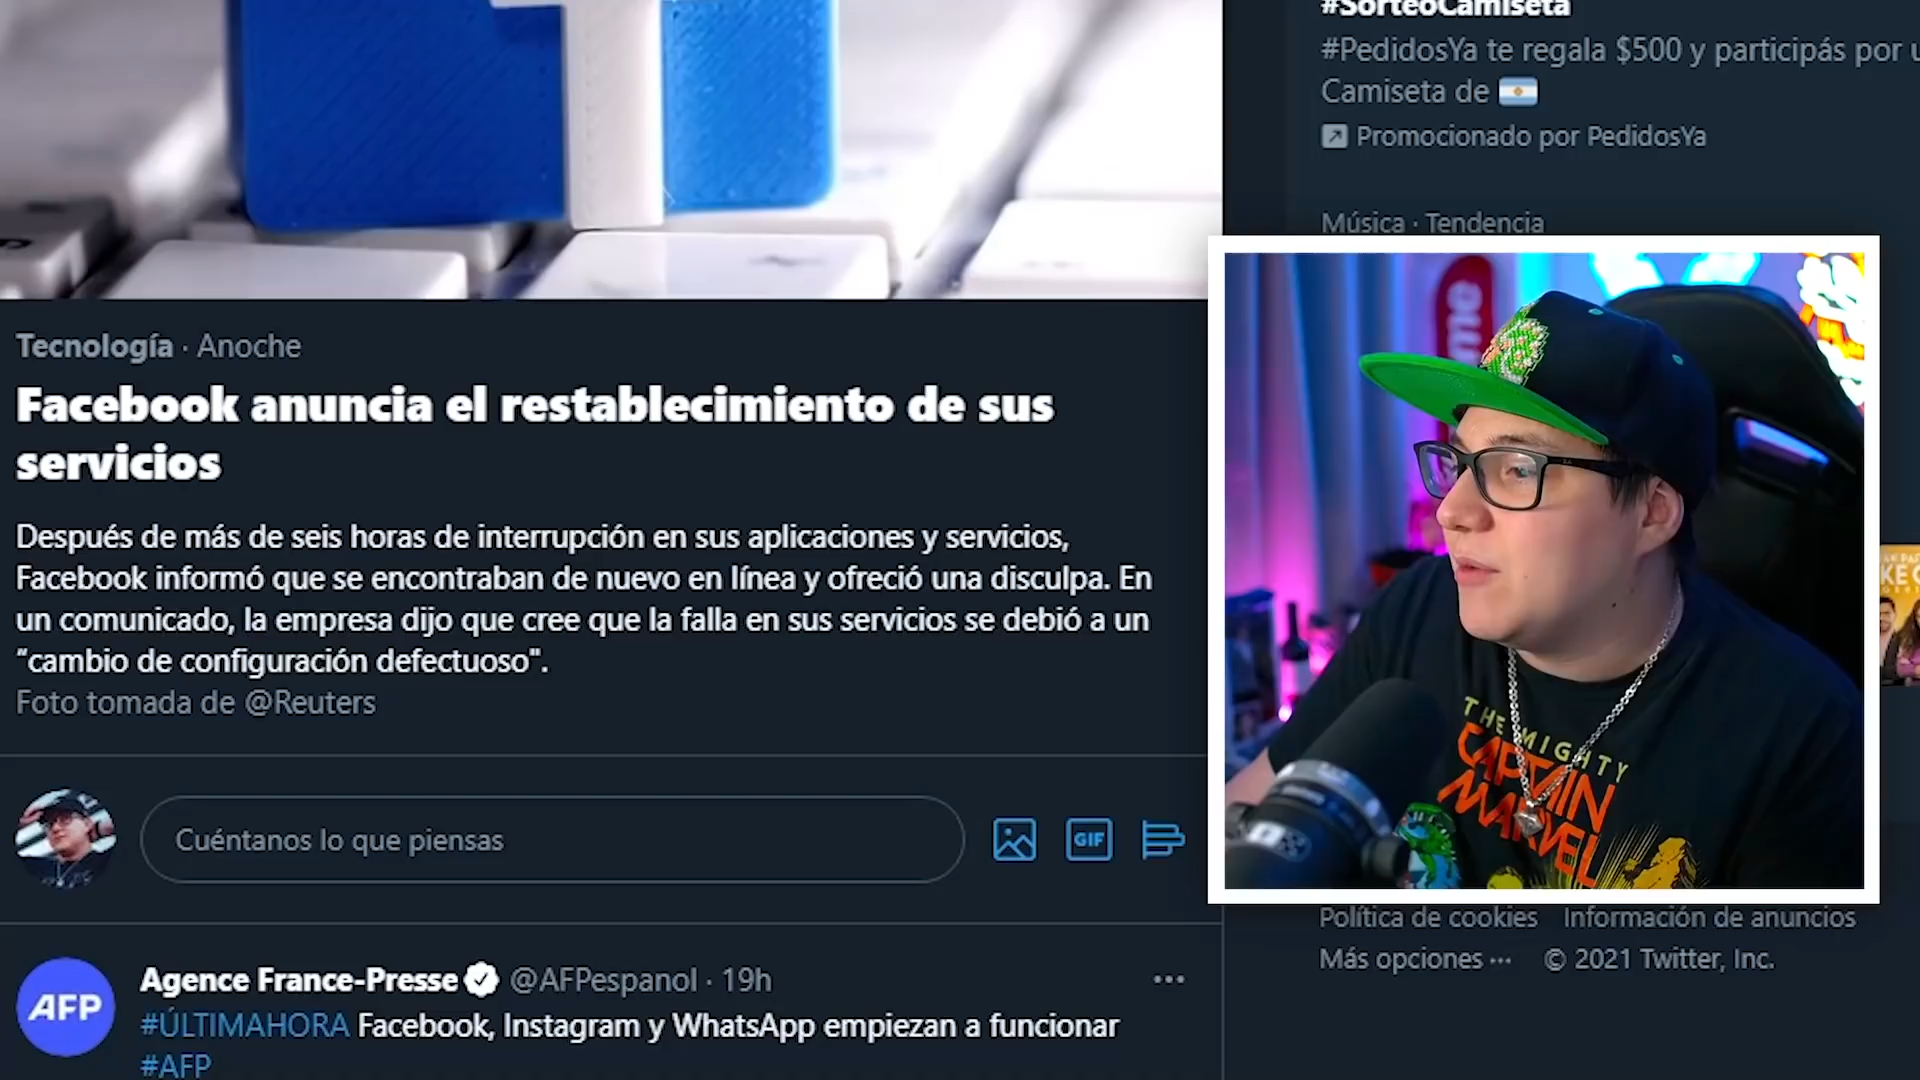 #SorteoCamiseta
#PedidosYa te regala $500 y participás por u
Camiseta de
Promocionado por PedidosYa
Música · Tendencia
Tecnología · Anoche
Facebook anuncia el restablecimiento de sus
servicios
Después de más de seis horas de interrupción en sus aplicaciones y servicios,
Facebook informó que se encontraban de nuevo en línea y ofreció una disculpa. En
un comunicado, la empresa dijo que cree que la falla en sus servicios se debió a un
“cambio de configuración defectuoso".
Foto tomada de @Reuters
Cuéntanos lo que piensas
GIF
AFP
Agence France-Presse @AFPespanol · 19h
#ÚLTIMAHORA Facebook, Instagram y WhatsApp empiezan a funcionar
#AFP
THE MIGHTY
CAPTAIN
MARVEL
Política de cookies Información de anuncios
Más opciones ··· © 2021 Twitter, Inc.